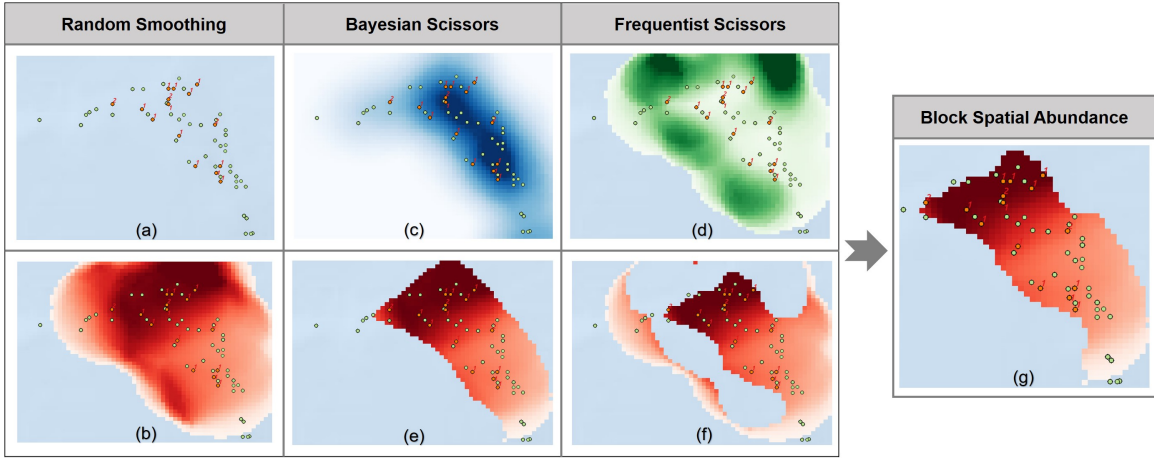 Random Smoothing
Bayesian Scissors
Frequentist Scissors
(a)
(c)
(d)
(b)
(e)
(f)
Block Spatial Abundance
(g)